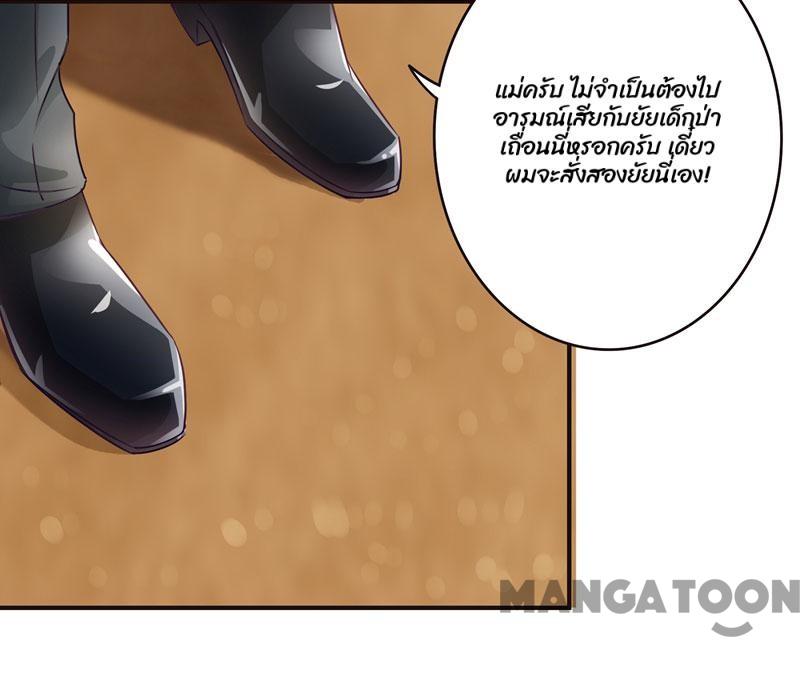 แม่ครับ ไม่จำเป็นต้องไป
อารมณ์เสียกับยัยเด็กป่า
เถื่อนนี่หรอกครับ เดี๋ยว
ผมจะสั่งสองยัยนี่เอง!
MANGA TOON